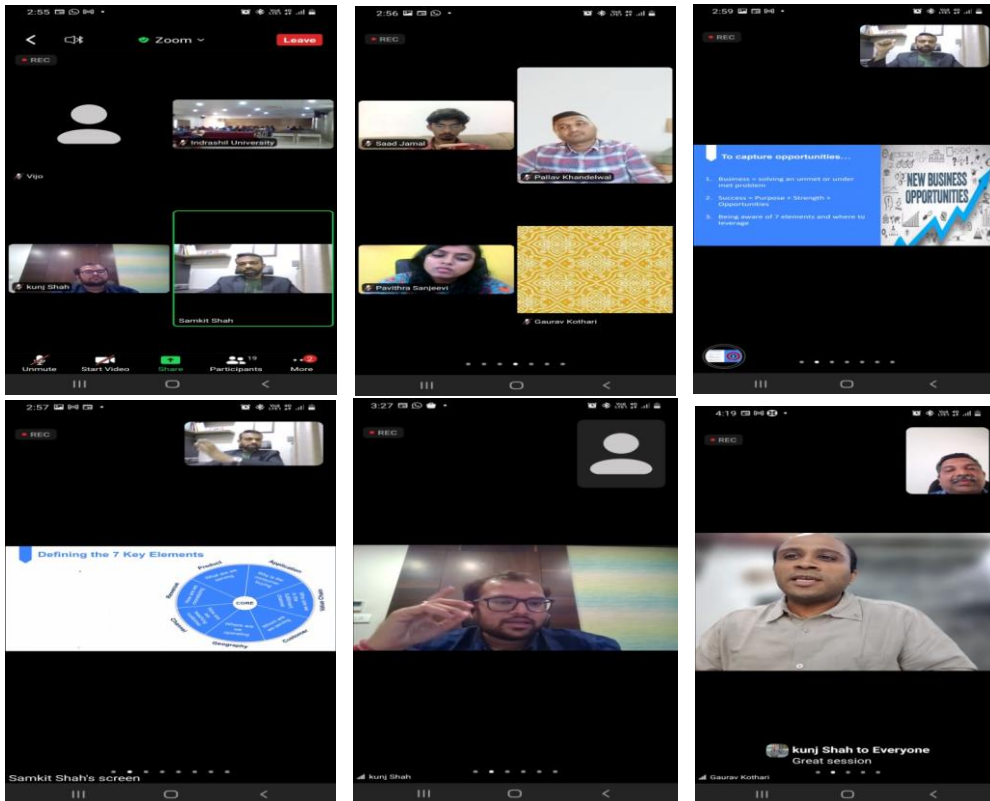 2:55
Zoom
Leave
REC
Vijo
Indrashil University
kunj Shah
Samkit Shah
Unmute
Start Video
Share
Participants
19
More
2
2:56
REC
Saad Jamal
Pallav Khandelwal
Pavithra Sanjeevi
Gaurav Kothari
2:59
REC
To capture opportunities...
1. Business = solving an unmet or under
met problem
2. Success = Purpose + Strength +
Opportunities
3. Being aware of 7 elements and where to
leverage
NEW BUSINESS
OPPORTUNITIES
2:57
REC
Defining the 7 Key Elements
Product
Application
Value Chain
Customer
Geography
Channel
CORE
Samkit Shah's screen
3:27
REC
kunj Shah
4:19
REC
kunj Shah to Everyone
Great session
Gaurav Kothari